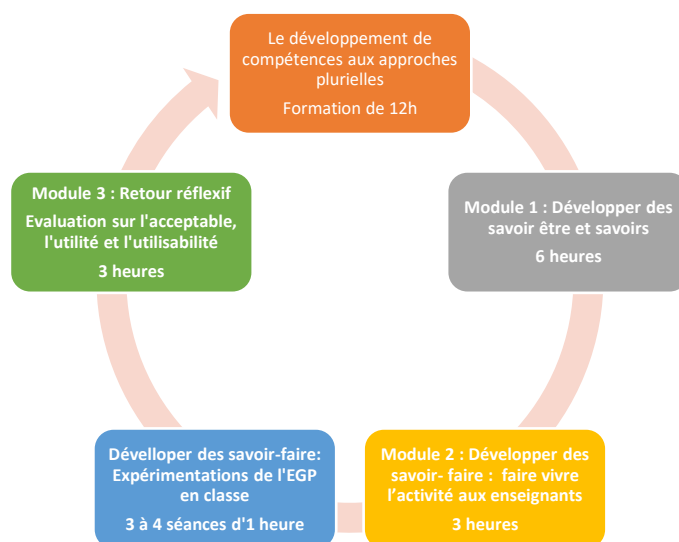 Le développement de
compétences aux approches
plurielles
Formation de 12h
Module 1 : Développer des
savoir être et savoirs
6 heures
Module 2 : Développer des
savoir- faire : faire vivre
l’activité aux enseignants
3 heures
Dévelloper des savoir-faire:
Expérimentations de l'EGP
en classe
3 à 4 séances d'1 heure
Module 3 : Retour réflexif
Evaluation sur l'acceptable,
l'utilité et l'utilisabilité
3 heures